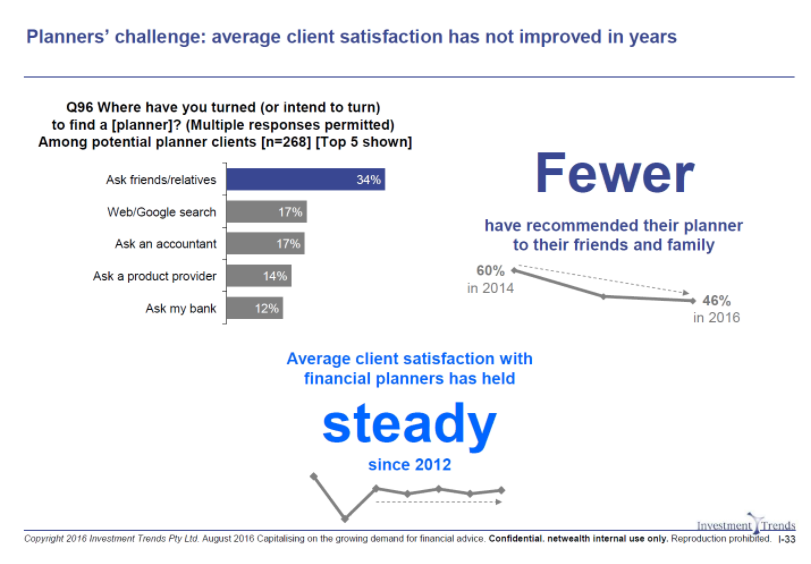 Planners’ challenge: average client satisfaction has not improved in years
Q96 Where have you turned (or intend to turn)
to find a [planner]? (Multiple responses permitted)
Among potential planner clients [n=268] [Top 5 shown]
Ask friends/relatives 34%
Web/Google search 17%
Ask an accountant 17%
Ask a product provider 14%
Ask my bank 12%
Fewer
have recommended their planner
to their friends and family
60%
in 2014
46%
in 2016
Average client satisfaction with
financial planners has held
steady
since 2012
Investment Trends
Copyright 2016 Investment Trends Pty Ltd. August 2016 Capitalising on the growing demand for financial advice. Confidential. netwealth internal use only. Reproduction prohibited. I-33